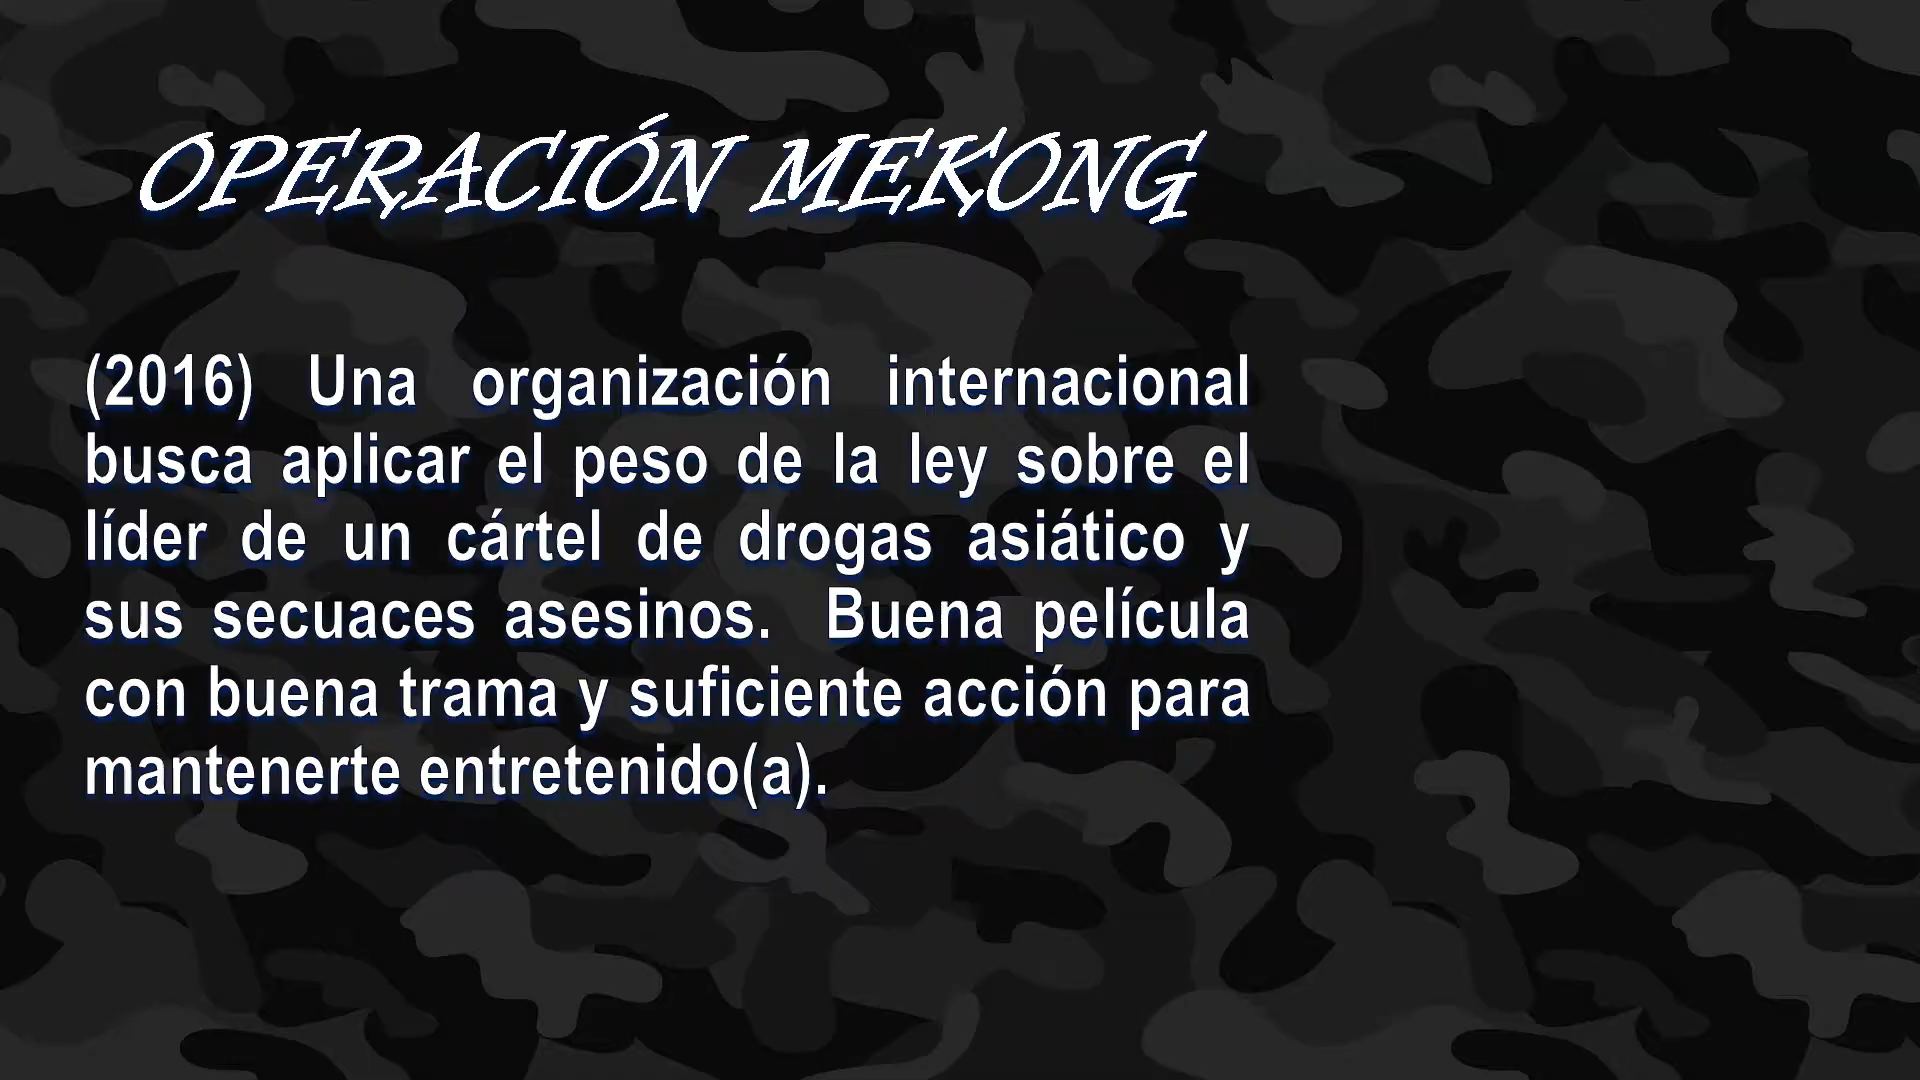 OPERACIÓN MEKONG
(2016) Una organización internacional
busca aplicar el peso de la ley sobre el
líder de un cártel de drogas asiático y
sus secuaces asesinos.  Buena película
con buena trama y suficiente acción para
mantenerte entretenido(a).